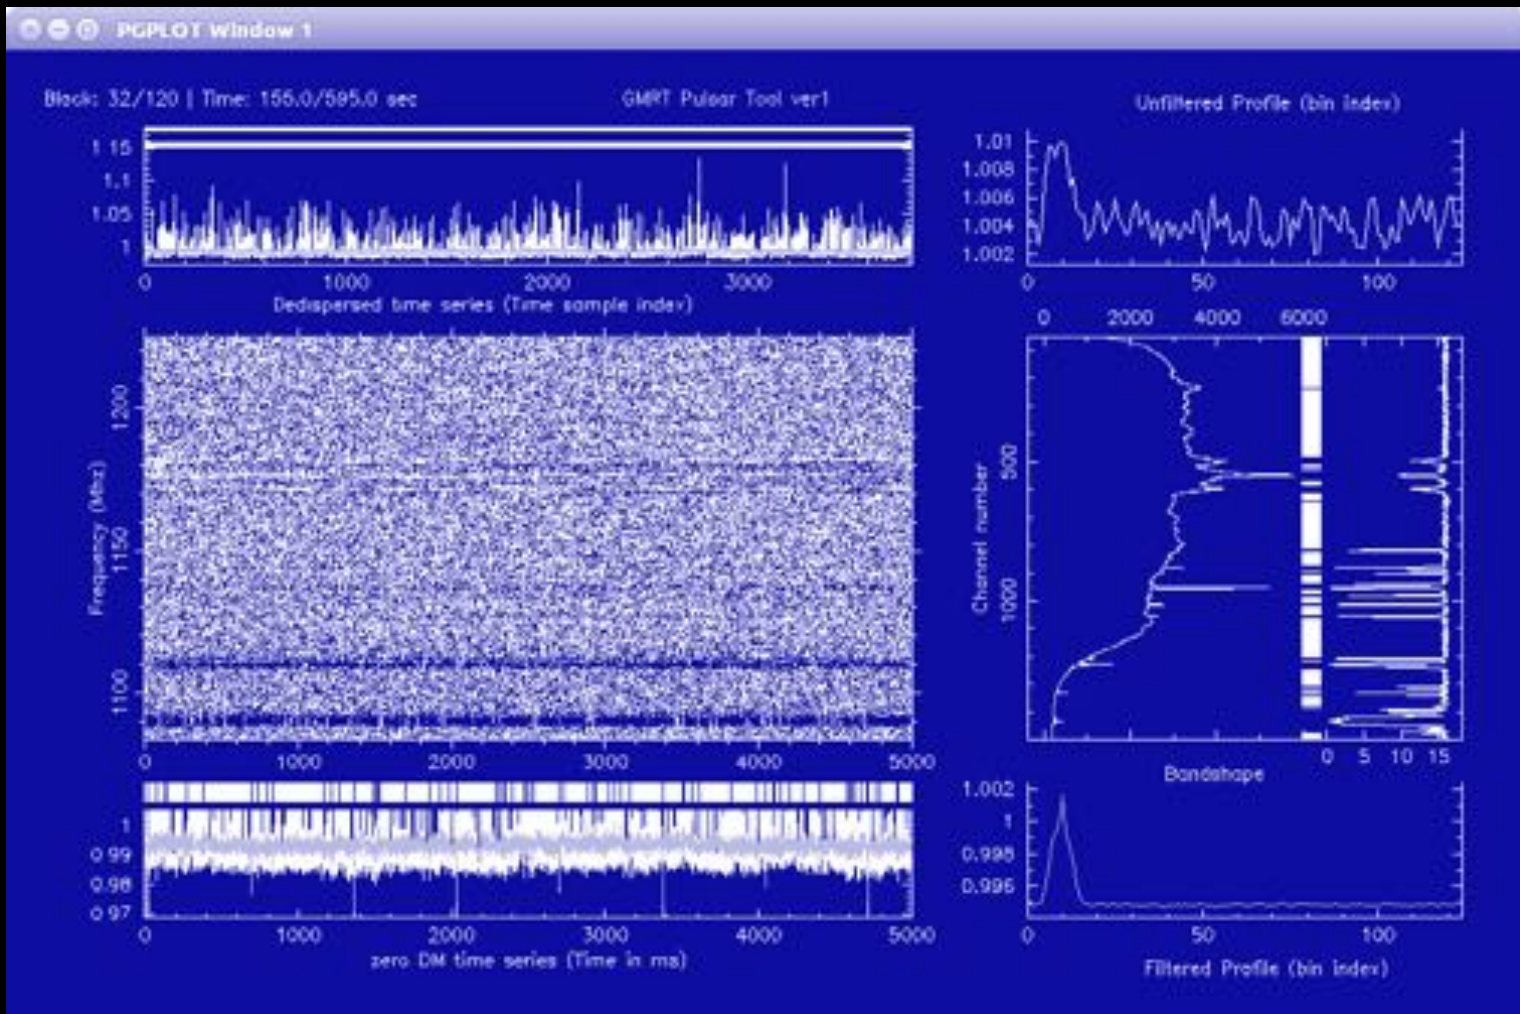 PGPLOT Window 1
Block: 32/120 | Time: 155.0/595.0 sec
GMRT Pulsar Tool ver1
Unfiltered Profile (bin index)
1.15
1.1
1.05
1
0 1000 2000 3000
Dedispersed time series (Time sample index)
1.01
1.008
1.006
1.004
1.002
0 50 100
Frequency (Mhz)
1200
1150
1100
0 1000 2000 3000 4000 5000
0 2000 4000 6000
Channel number
500
1000
0 5 10 15
Bandshape
1
0.99
0.98
0.97
0 1000 2000 3000 4000 5000
zero DM time series (Time in ms)
1.002
1
0.998
0.996
0 50 100
Filtered Profile (bin index)